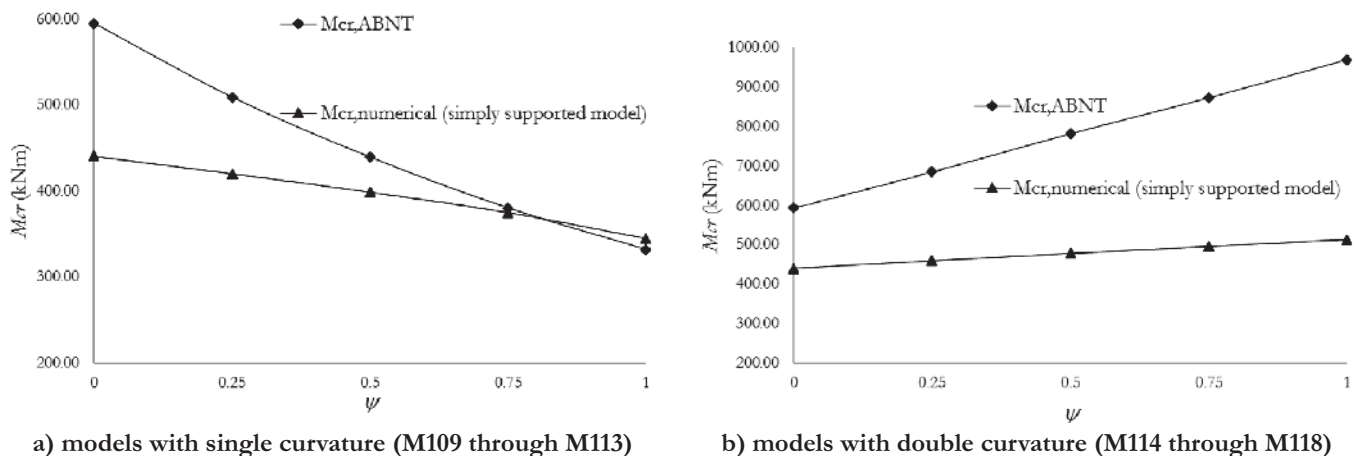 600.00
500.00
400.00
300.00
200.00
Mcr (kNm)
Mcr,ABNT
Mcr,numerical (simply supported model)
0 0.25 0.5 0.75 1
ψ
a) models with single curvature (M109 through M113)
1000.00
900.00
800.00
700.00
600.00
500.00
400.00
300.00
200.00
Mcr (kNm)
Mcr,ABNT
Mcr,numerical (simply supported model)
0 0.25 0.5 0.75 1
ψ
b) models with double curvature (M114 through M118)